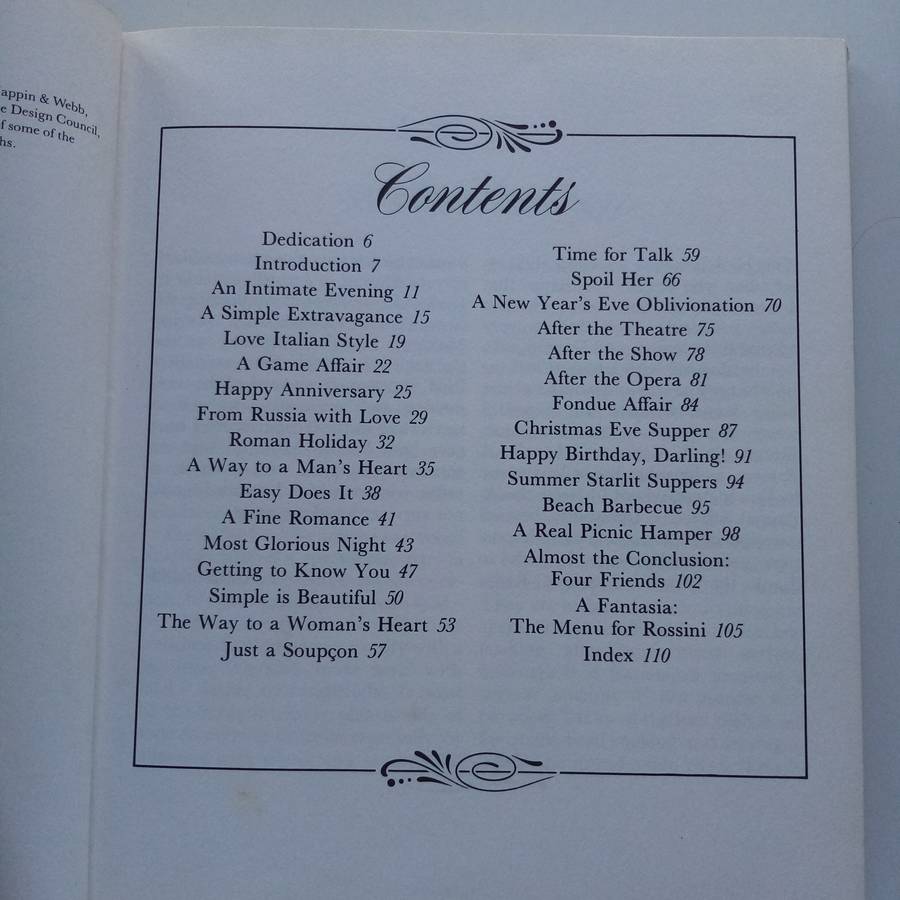 appin & Webb,
e Design Council,
f some of the
hs.
Contents
Dedication 6
Introduction 7
An Intimate Evening 11
A Simple Extravagance 15
Love Italian Style 19
A Game Affair 22
Happy Anniversary 25
From Russia with Love 29
Roman Holiday 32
A Way to a Man's Heart 35
Easy Does It 38
A Fine Romance 41
Most Glorious Night 43
Getting to Know You 47
Simple is Beautiful 50
The Way to a Woman's Heart 53
Just a Soupçon 57
Time for Talk 59
Spoil Her 66
A New Year's Eve Oblivionation 70
After the Theatre 75
After the Show 78
After the Opera 81
Fondue Affair 84
Christmas Eve Supper 87
Happy Birthday, Darling! 91
Summer Starlit Suppers 94
Beach Barbecue 95
A Real Picnic Hamper 98
Almost the Conclusion:
Four Friends 102
A Fantasia:
The Menu for Rossini 105
Index 110